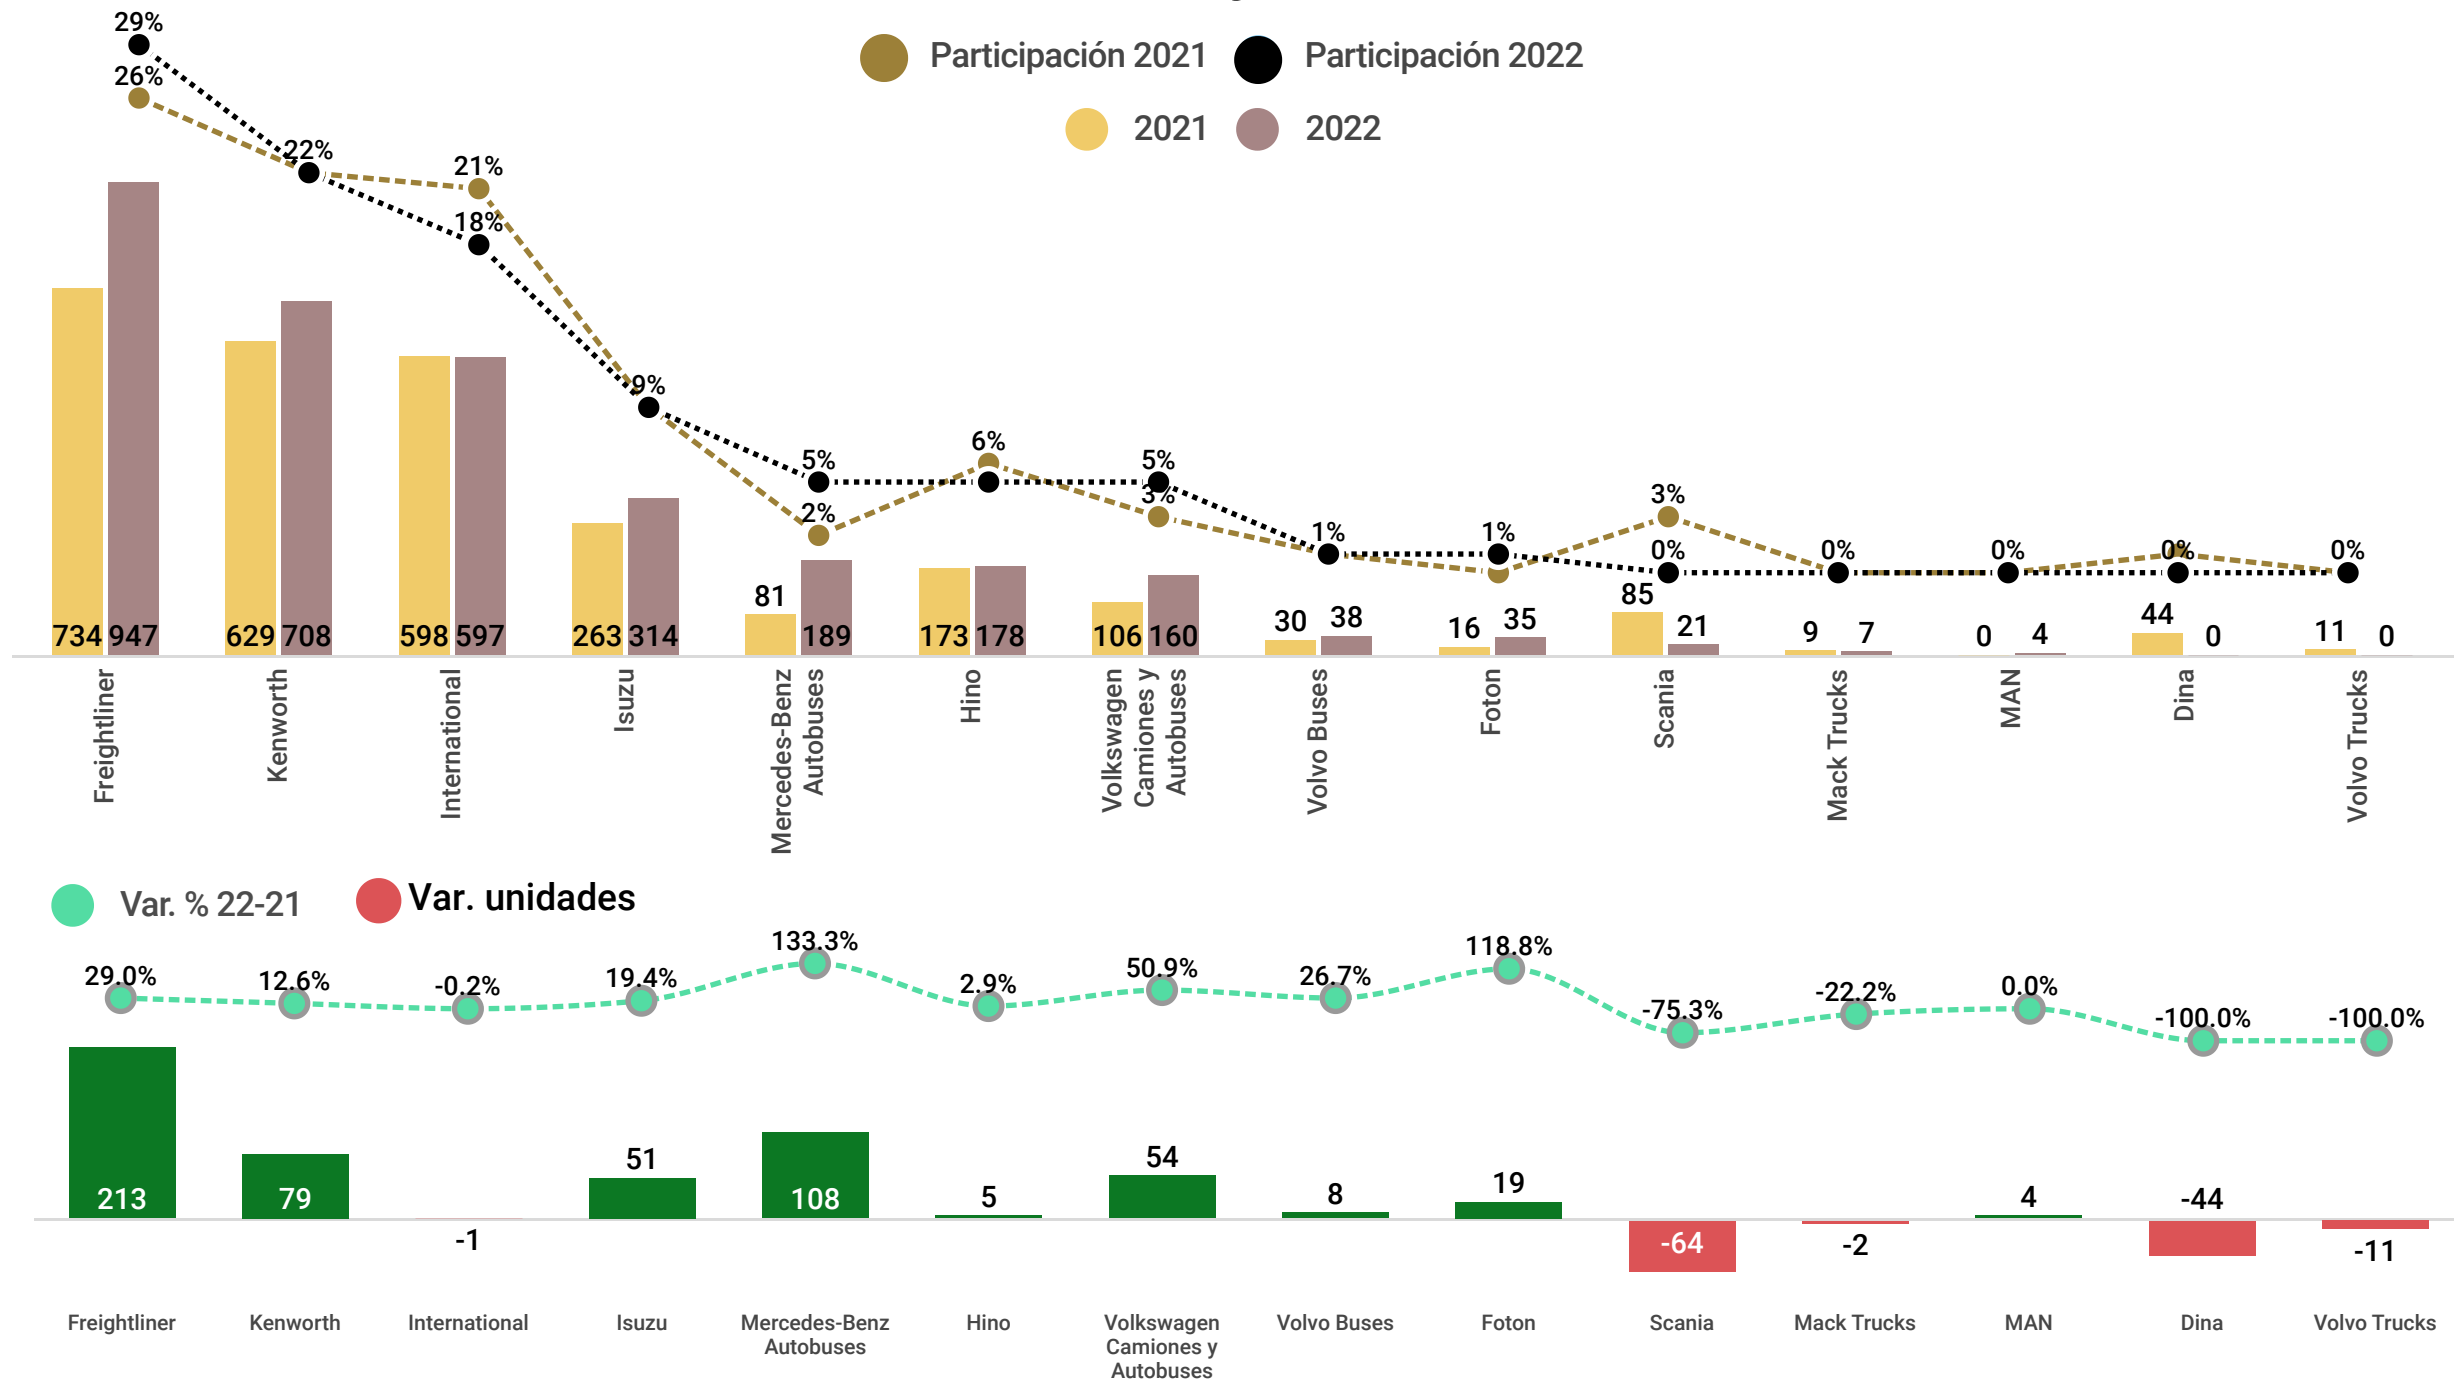 Participación 2021
Participación 2022
2021
2022
29%
26%
22%
21%
18%
9%
5%
2%
6%
5%
3%
1%
1%
3%
0%
0%
0%
0%
0%
734 947
629 708
598 597
263 314
81 189
173 178
106 160
30 38
16 35
85 21
9 7
0 4
44 0
11 0
Freightliner
Kenworth
International
Isuzu
Mercedes-Benz
Autobuses
Hino
Volkswagen
Camiones y
Autobuses
Volvo Buses
Foton
Scania
Mack Trucks
MAN
Dina
Volvo Trucks
Var. % 22-21
Var. unidades
29.0%
12.6%
-0.2%
19.4%
133.3%
2.9%
50.9%
26.7%
118.8%
-75.3%
-22.2%
0.0%
-100.0%
-100.0%
213
79
-1
51
108
5
54
8
19
-64
-2
4
-44
-11
Freightliner
Kenworth
International
Isuzu
Mercedes-Benz
Autobuses
Hino
Volkswagen
Camiones y
Autobuses
Volvo Buses
Foton
Scania
Mack Trucks
MAN
Dina
Volvo Trucks